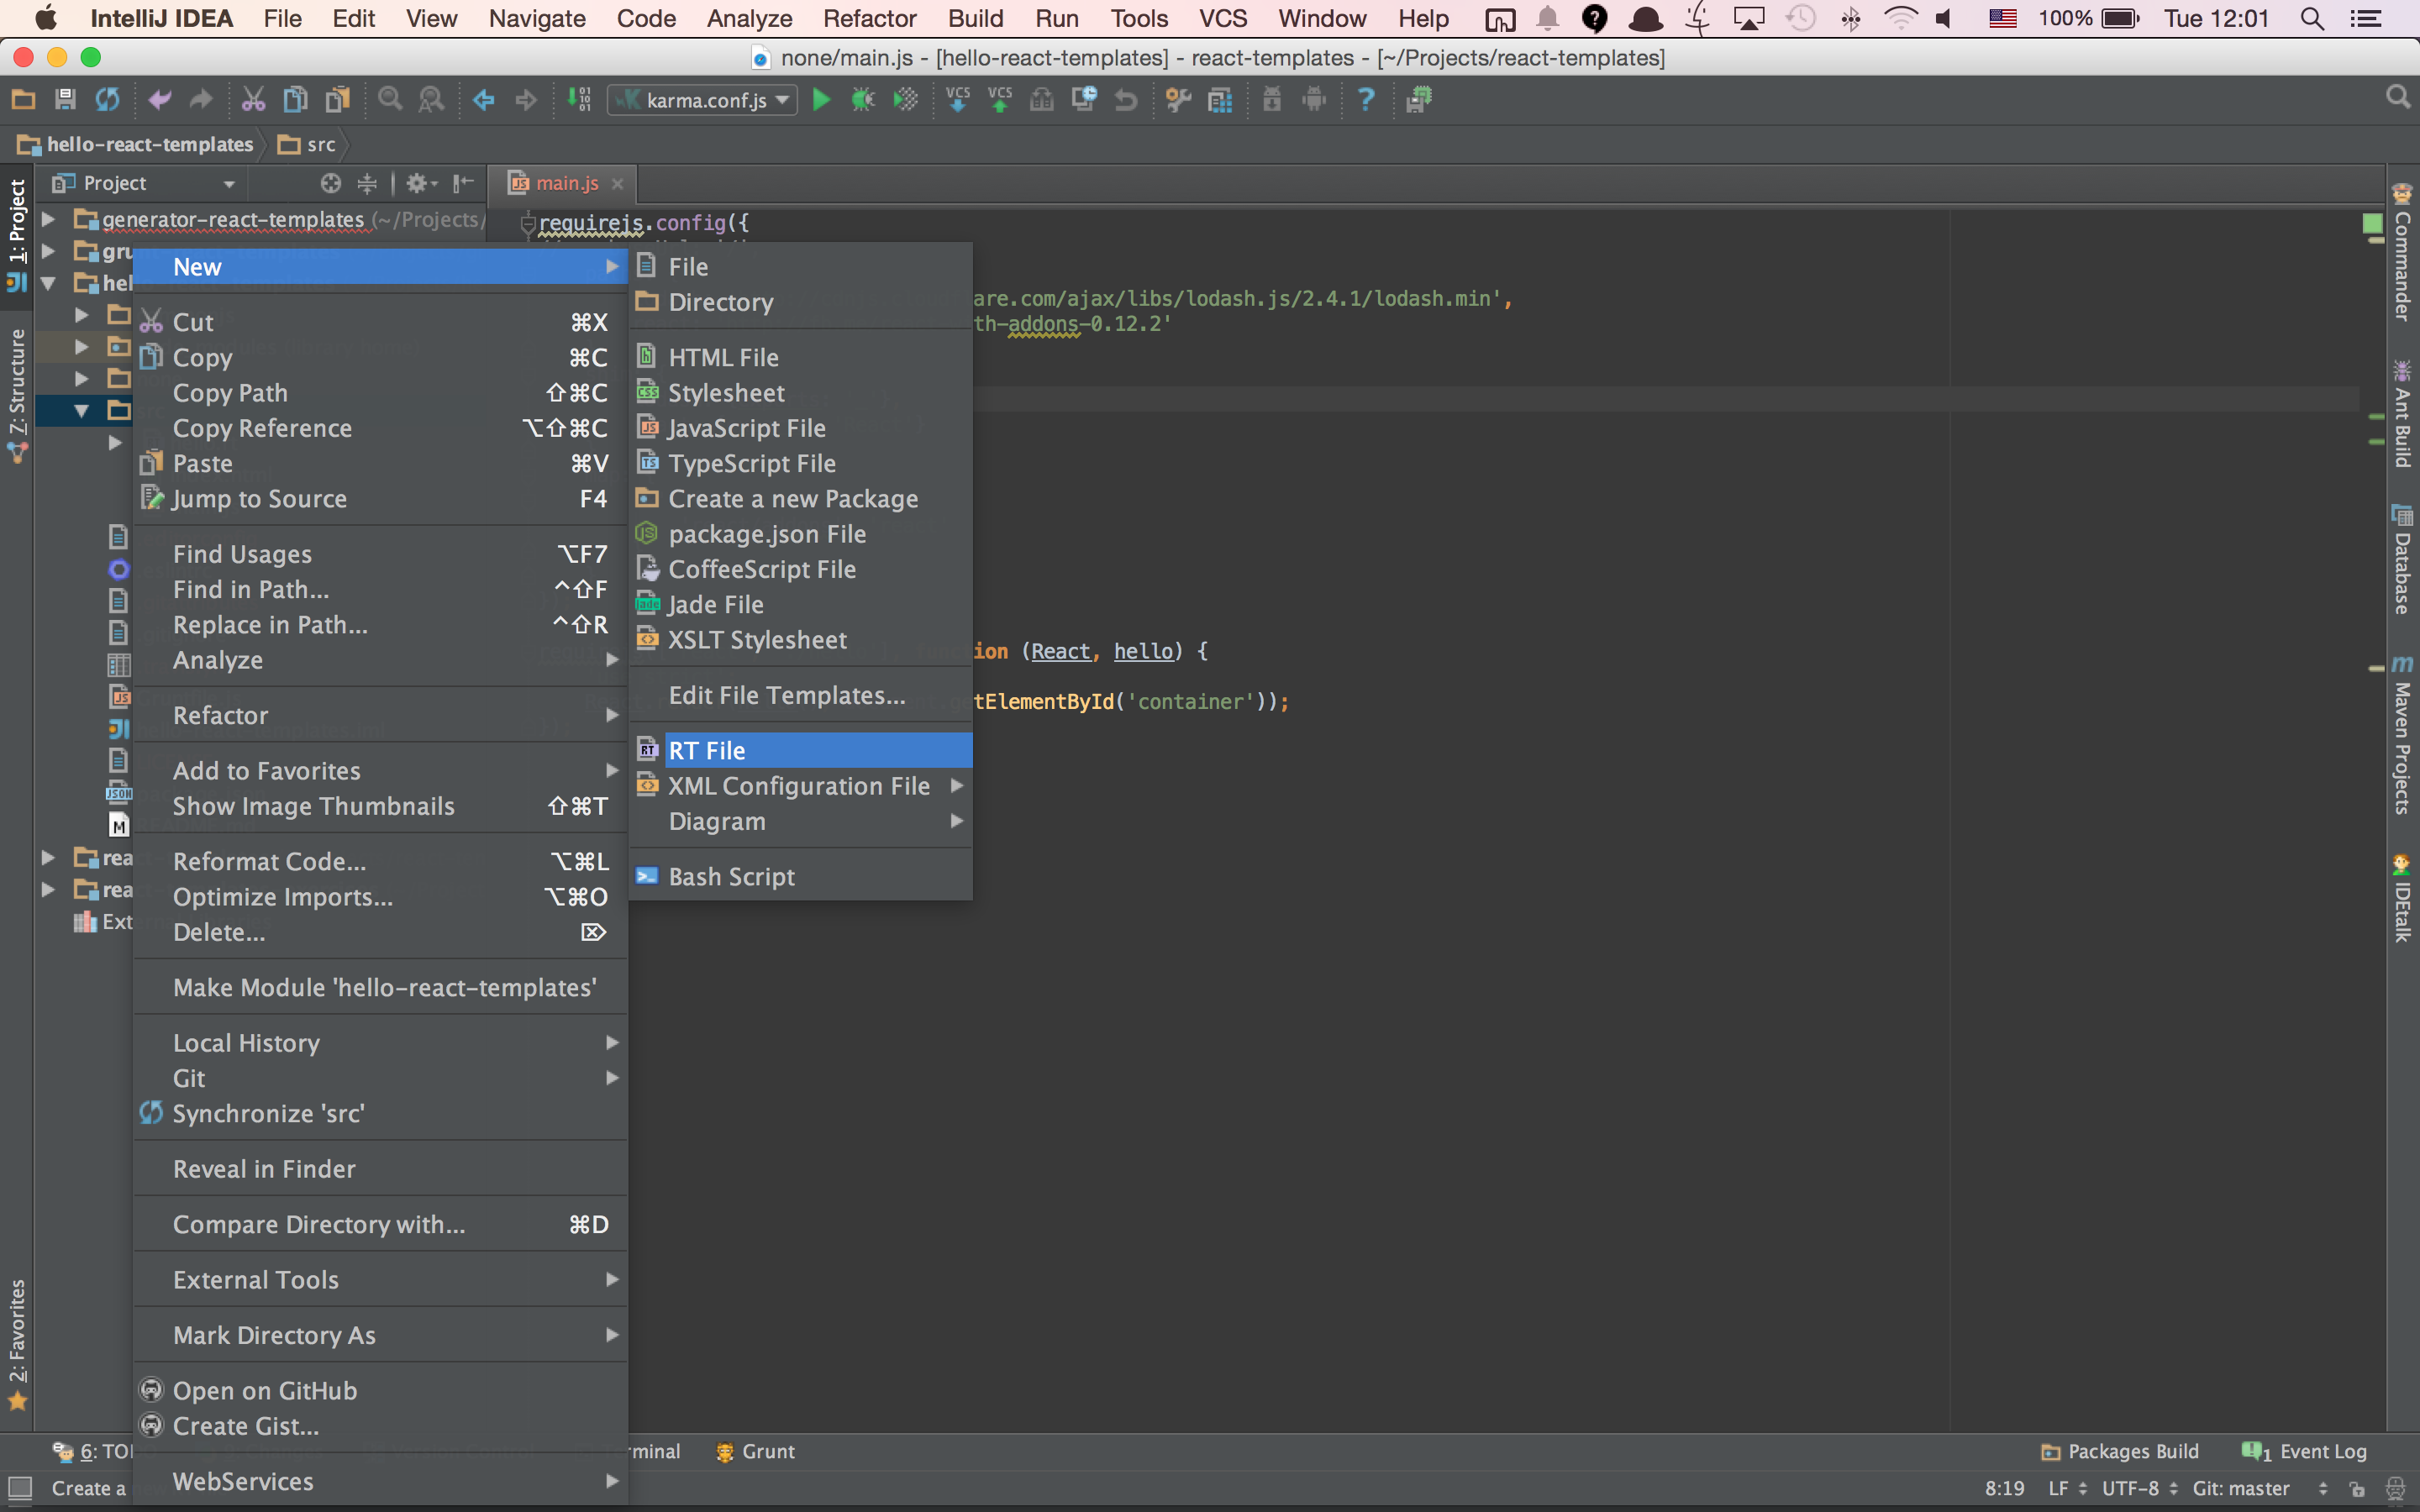 IntelliJ IDEA File Edit View Navigate Code Analyze Refactor Build Run Tools VCS Window Help 100% Tue 12:01
none/main.js - [hello-react-templates] - react-templates - [~/Projects/react-templates]
karma.conf.js VCS VCS
hello-react-templates src
1: Project
7: Structure
2: Favorites
Project
generator-react-templates (~/Projects/
gru
hel
reac
reac
Ext
main.js
requirejs.config({
are.com/ajax/libs/lodash.js/2.4.1/lodash.min',
th-addons-0.12.2'
ion (React, hello) {
tElementById('container'));
New
Cut ⌘X
Copy ⌘C
Copy Path ⇧⌘C
Copy Reference ⌥⇧⌘C
Paste ⌘V
Jump to Source F4
Find Usages ⌥F7
Find in Path... ^⇧F
Replace in Path... ^⇧R
Analyze
Refactor
Add to Favorites
Show Image Thumbnails ⇧⌘T
Reformat Code... ⌥⌘L
Optimize Imports... ⌥⌘O
Delete... ⌦
Make Module 'hello-react-templates'
Local History
Git
Synchronize 'src'
Reveal in Finder
Compare Directory with... ⌘D
External Tools
Mark Directory As
Open on GitHub
Create Gist...
WebServices
File
Directory
HTML File
Stylesheet
JavaScript File
TypeScript File
Create a new Package
package.json File
CoffeeScript File
Jade File
XSLT Stylesheet
Edit File Templates...
RT File
XML Configuration File
Diagram
Bash Script
Commander
Ant Build
Database
Maven Projects
IDEtalk
6: TO
rminal Grunt Packages Build 1 Event Log
Create a 8:19 LF UTF-8 Git: master